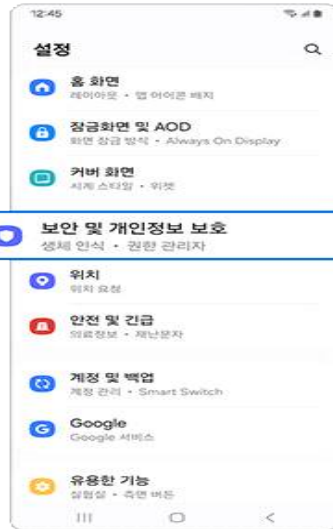 12:45
설정
홈 화면
레이아웃 • 앱 아이콘 배치
잠금화면 및 AOD
화면 잠금 방식 • Always On Display
커버 화면
시계 스타일 • 위젯
보안 및 개인정보 보호
생체 인식 • 권한 관리자
위치
위치 요청
안전 및 긴급
의료정보 • 재난문자
계정 및 백업
계정 관리 • Smart Switch
Google
Google 서비스
유용한 기능
실험실 • 측면 버튼